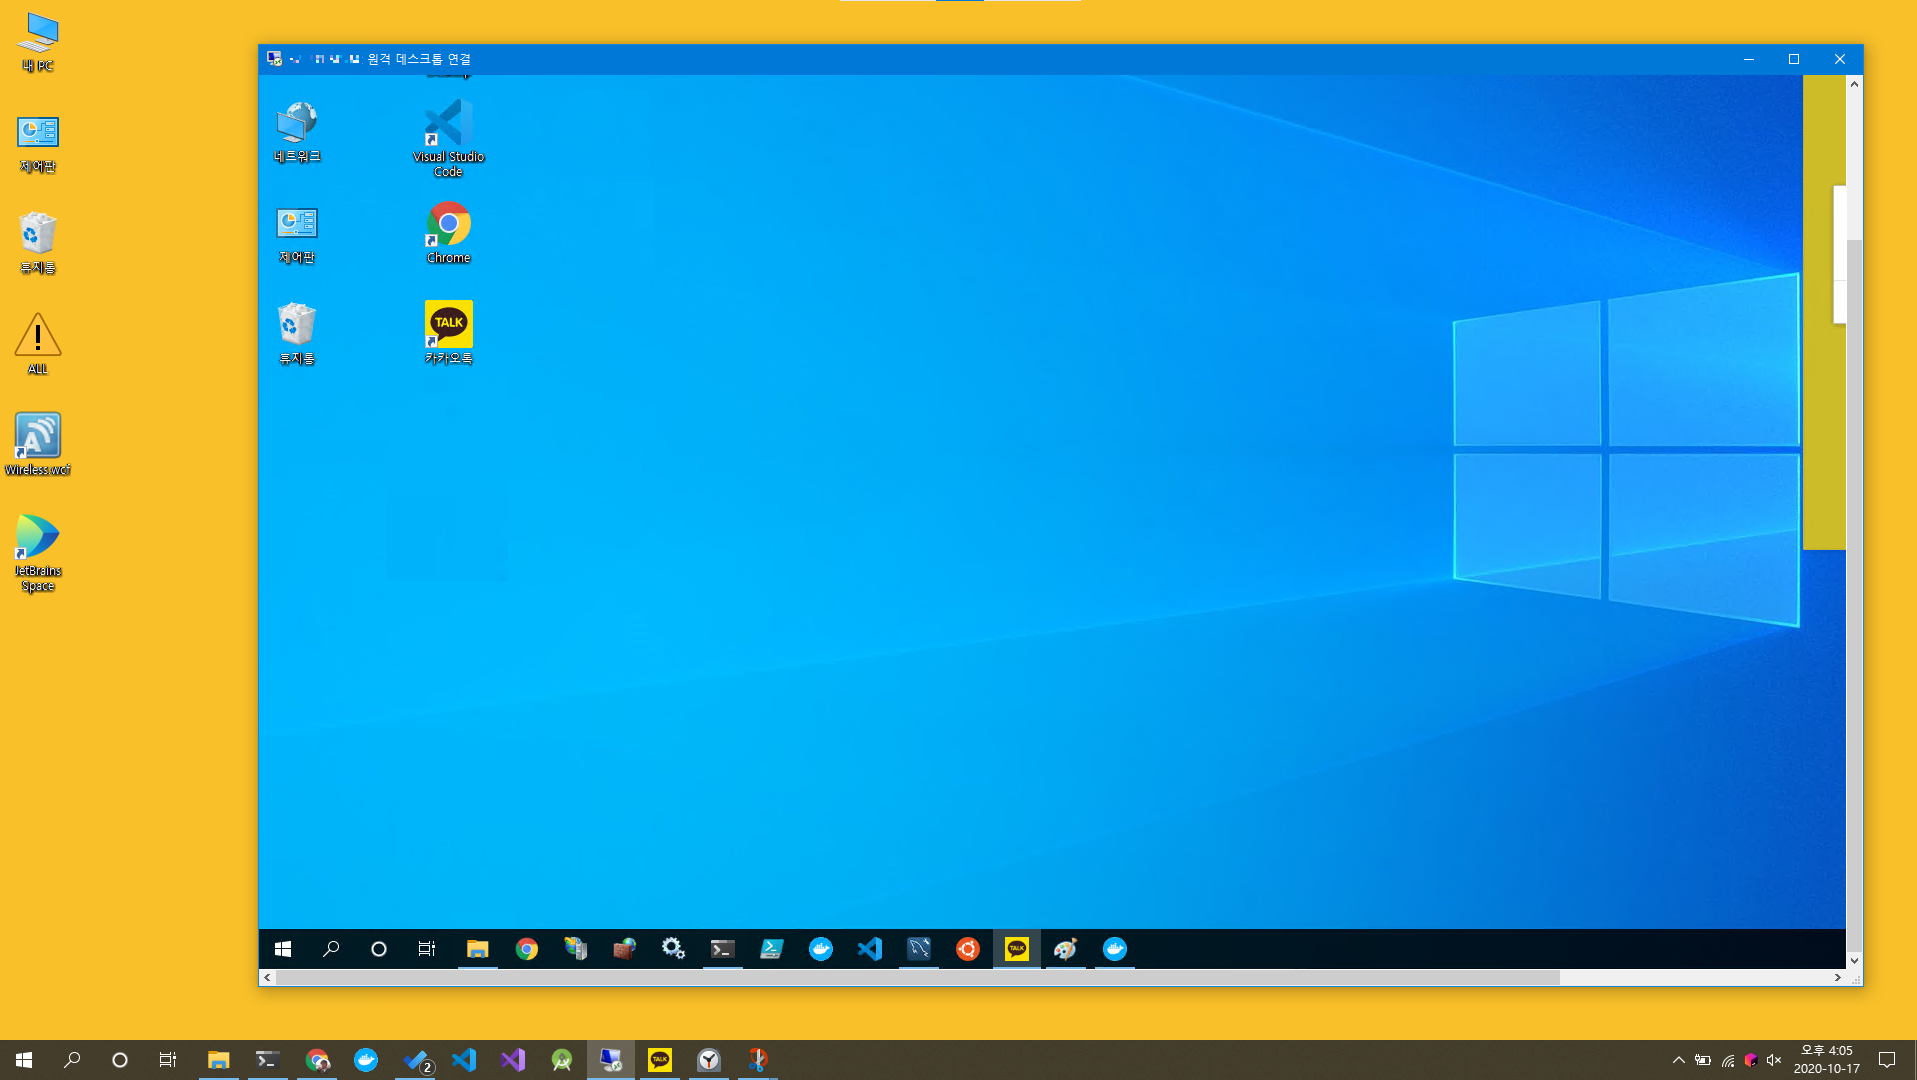 내 PC
제어판
휴지통
ALL
Wireless.wcf
JetBrains
Space
원격 데스크톱 연결
네트워크
Visual Studio
Code
제어판
Chrome
휴지통
TALK
카카오톡
TALK
TALK
2
오후 4:05
2020-10-17